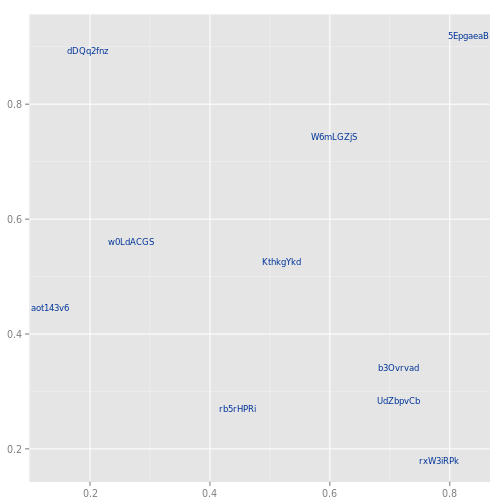 5EpgaeaB
dDQq2fnz
0.8
W6mLGZjS
0.6
w0LdACGS
KthkgYkd
aot143v6
0.4
b3Ovrvad
UdZbpvCb
rb5rHPRi
0.2
rxW3iRPk
0.2 0.4 0.6 0.8